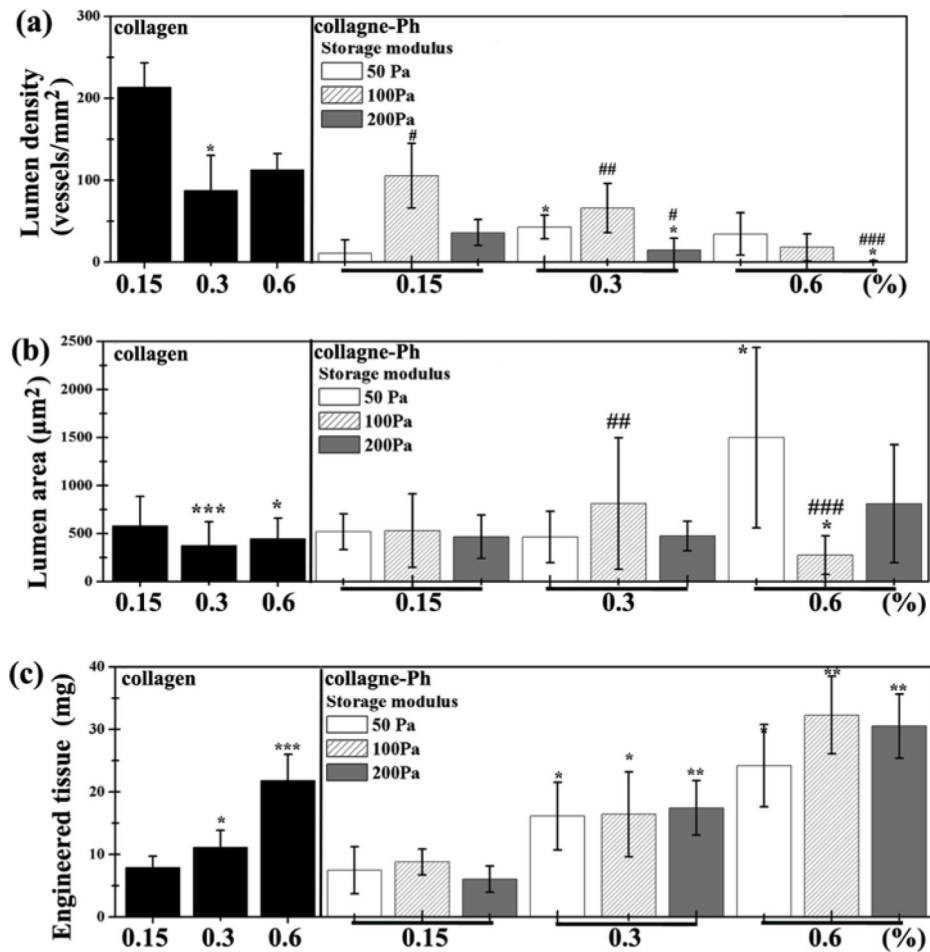 (a)
300
200
100
0
Lumen density
(vessels/mm²)
collagen
collagne-Ph
Storage modulus
50 Pa
100Pa
200Pa
*
#
*
##
#
*
###
*
0.15 0.3 0.6 0.15 0.3 0.6 (%)
(b)
2500
2000
1500
1000
500
0
Lumen area (µm²)
collagen
collagne-Ph
Storage modulus
50 Pa
100Pa
200Pa
***
*
##
*
###
*
0.15 0.3 0.6 0.15 0.3 0.6 (%)
(c)
40
30
20
10
0
Engineered tissue (mg)
collagen
collagne-Ph
Storage modulus
50 Pa
100Pa
200Pa
*
***
*
*
**
*
**
**
0.15 0.3 0.6 0.15 0.3 0.6 (%)